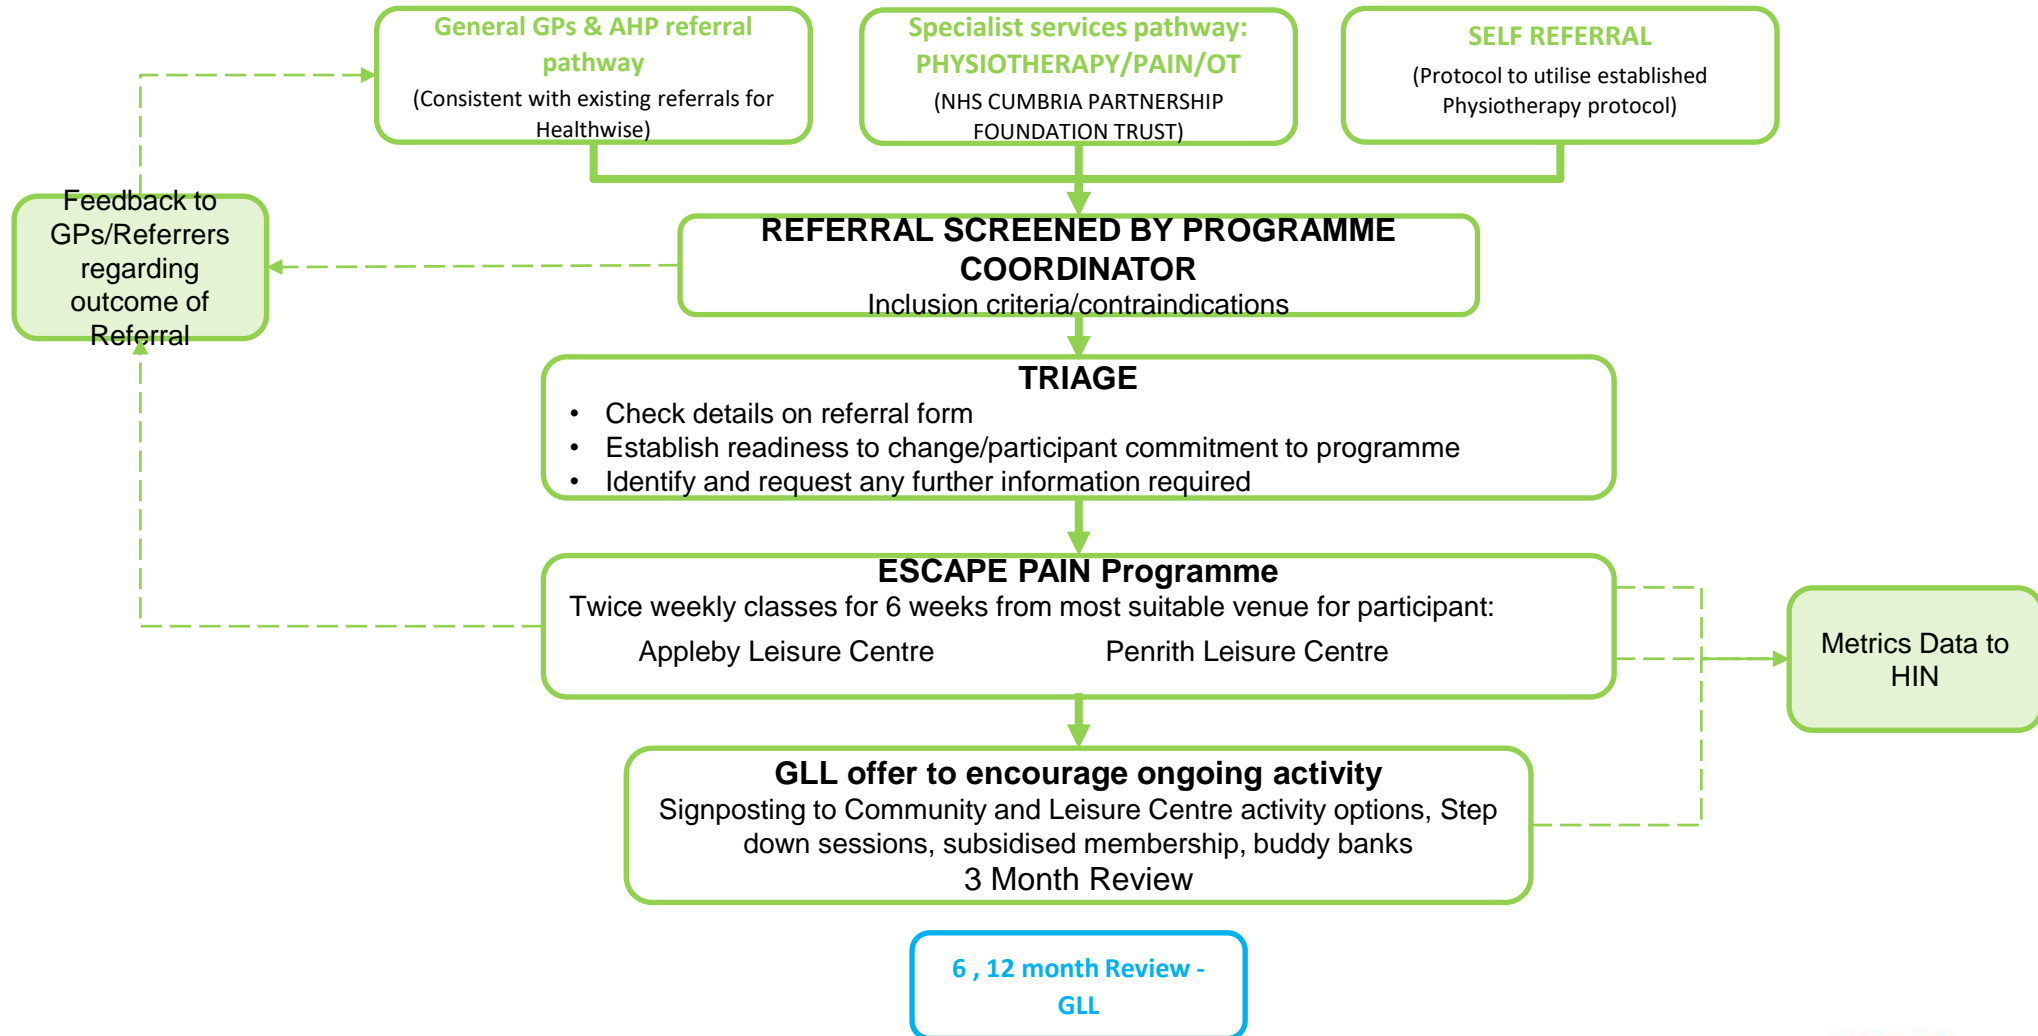 General GPs & AHP referral
pathway
(Consistent with existing referrals for
Healthwise)
Specialist services pathway:
PHYSIOTHERAPY/PAIN/OT
(NHS CUMBRIA PARTNERSHIP
FOUNDATION TRUST)
SELF REFERRAL
(Protocol to utilise established
Physiotherapy protocol)
Feedback to
GPs/Referrers
regarding
outcome of
Referral
REFERRAL SCREENED BY PROGRAMME
COORDINATOR
Inclusion criteria/contraindications
TRIAGE
• Check details on referral form
• Establish readiness to change/participant commitment to programme
• Identify and request any further information required
ESCAPE PAIN Programme
Twice weekly classes for 6 weeks from most suitable venue for participant:
Appleby Leisure Centre Penrith Leisure Centre
Metrics Data to
HIN
GLL offer to encourage ongoing activity
Signposting to Community and Leisure Centre activity options, Step
down sessions, subsidised membership, buddy banks
3 Month Review
6 , 12 month Review -
GLL